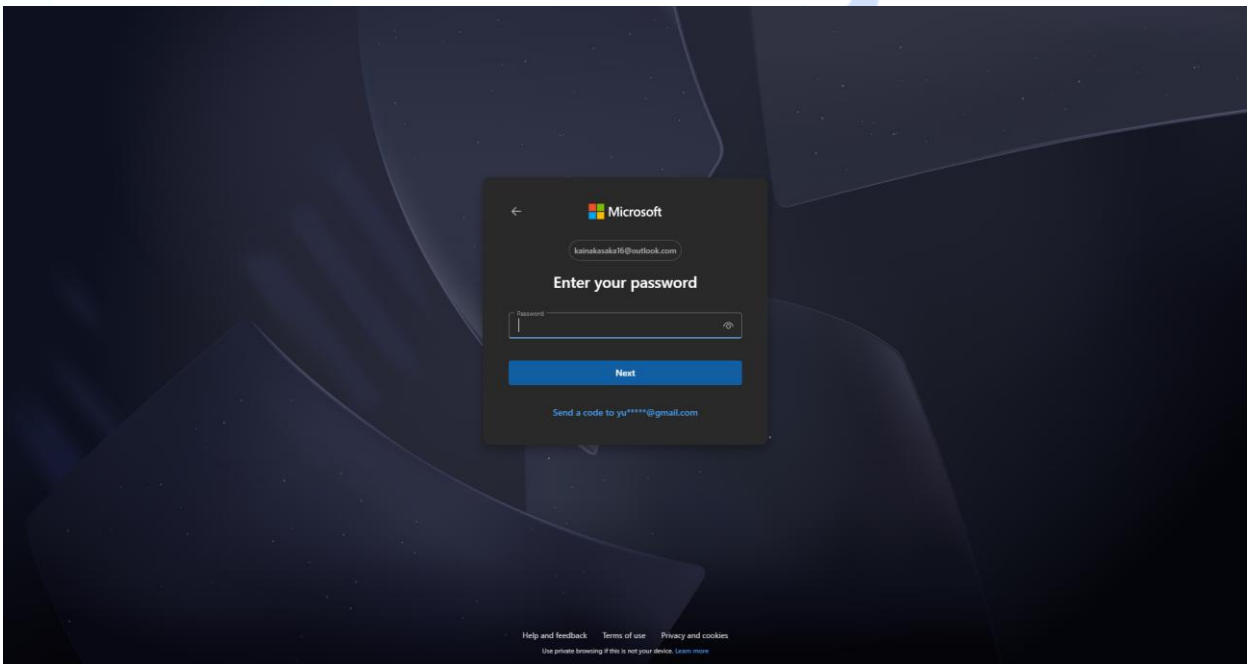 Microsoft
kainakasaka16@outlook.com
Enter your password
Password
Next
Send a code to yu*****@gmail.com
Help and feedback Terms of use Privacy and cookies
Use private browsing if this is not your device. Learn more